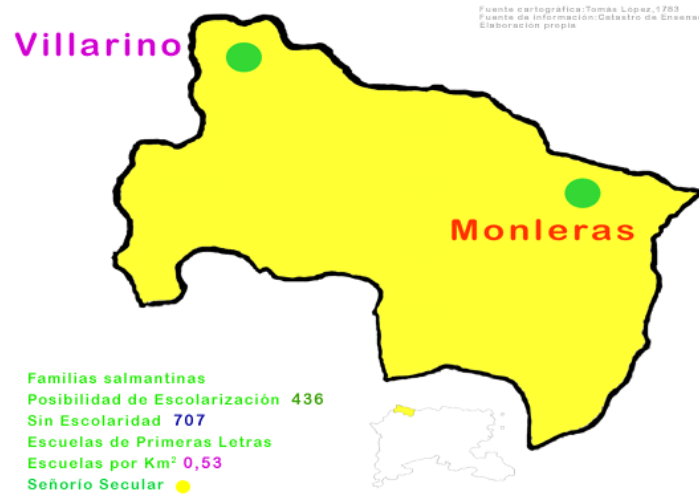 Fuente cartográfica:Tomás López,1783
Fuente de información:Catastro de
Elaboración propia
Villarino
Monleras
Familias salmantinas
Posibilidad de Escolarización 436
Sin Escolaridad 707
Escuelas de Primeras Letras
Escuelas por Km² 0,53
Señorío Secular